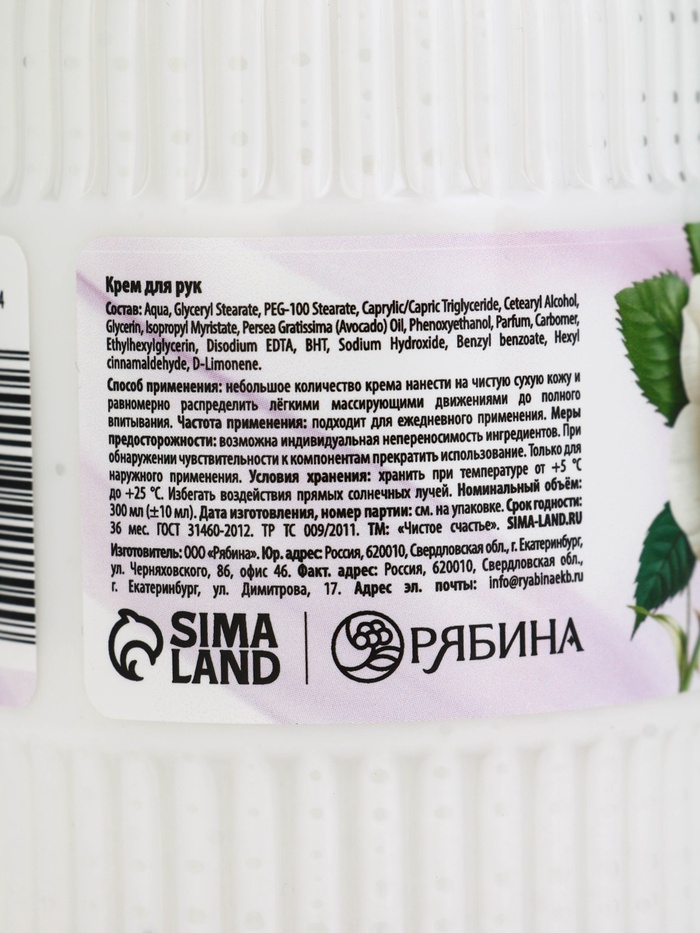 4
Крем для рук
Состав: Aqua, Glyceryl Stearate, PEG-100 Stearate, Caprylic/Capric Triglyceride, Cetearyl Alcohol,
Glycerin, Isopropyl Myristate, Persea Gratissima (Avocado) Oil, Phenoxyethanol, Parfum, Carbomer,
Ethylhexylglycerin, Disodium EDTA, BHT, Sodium Hydroxide, Benzyl benzoate, Hexyl
cinnamaldehyde, D-Limonene.
Способ применения: небольшое количество крема нанести на чистую сухую кожу и
равномерно распределить лёгкими массирующими движениями до полного
впитывания. Частота применения: подходит для ежедневного применения. Меры
предосторожности: возможна индивидуальная непереносимость ингредиентов. При
обнаружении чувствительности к компонентам прекратить использование. Только для
наружного применения. Условия хранения: хранить при температуре от +5 °С
до +25 °С. Избегать воздействия прямых солнечных лучей. Номинальный объём:
300 мл (±10 мл). Дата изготовления, номер партии: см. на упаковке. Срок годности:
36 мес. ГОСТ 31460-2012. ТР ТС 009/2011. ТМ: «Чистое счастье». SIMA-LAND.RU
Изготовитель: ООО «Рябина». Юр. адрес: Россия, 620010, Свердловская обл., г. Екатеринбург,
ул. Черняховского, 86, офис 46. Факт. адрес: Россия, 620010, Свердловская обл.,
г. Екатеринбург, ул. Димитрова, 17. Адрес эл. почты: info@ryabinaekb.ru
SIMA
LAND
РЯБИНА